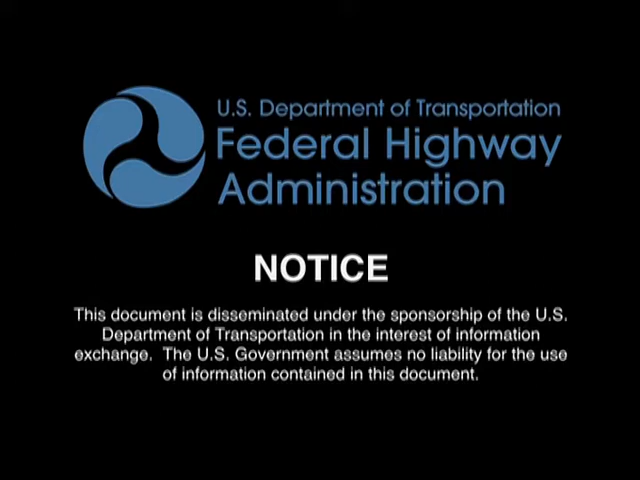 U.S. Department of Transportation
Federal Highway
Administration
NOTICE
This document is disseminated under the sponsorship of the U.S.
Department of Transportation in the interest of information
exchange.  The U.S. Government assumes no liability for the use
of information contained in this document.